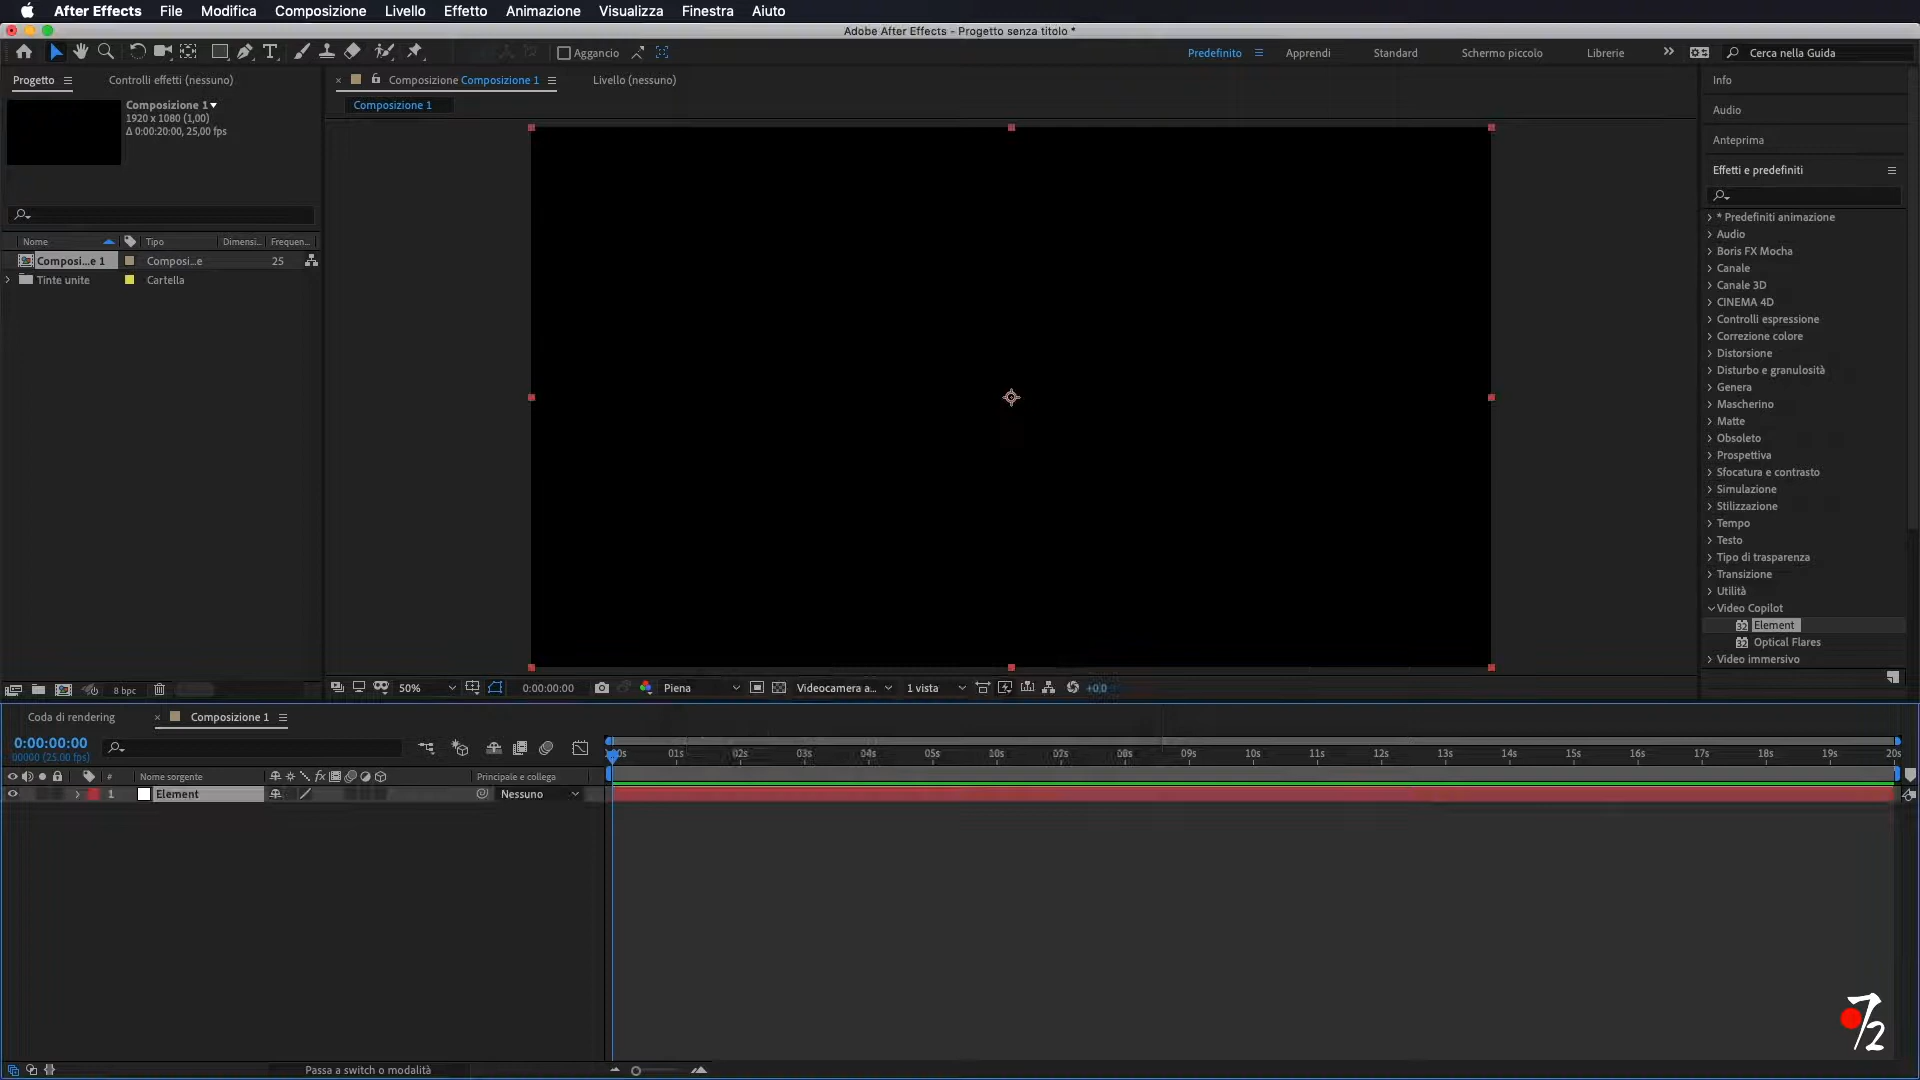 After Effects File Modifica Composizione Livello Effetto Animazione Visualizza Finestra Aiuto
Adobe After Effects - Progetto senza titolo *
Aggancio Predefinito Apprendi Standard Schermo piccolo Librerie Cerca nella Guida
Progetto Controlli effetti (nessuno) Composizione Composizione 1 Livello (nessuno)
Composizione 1
Composizione 1
1920 x 1080 (1,00)
Δ 0:00:20:00, 25,00 fps
Nome Tipo Dimensi... Frequen...
Composi...e 1 Composi...e 25
Tinte unite Cartella
8 bpc
50% 0:00:00:00 Piena Videocamera a... 1 vista +0,0
Info
Audio
Anteprima
Effetti e predefiniti
* Predefiniti animazione
Audio
Boris FX Mocha
Canale
Canale 3D
CINEMA 4D
Controlli espressione
Correzione colore
Distorsione
Disturbo e granulosità
Genera
Mascherino
Matte
Obsoleto
Prospettiva
Sfocatura e contrasto
Simulazione
Stilizzazione
Tempo
Testo
Tipo di trasparenza
Transizione
Utilità
Video Copilot
32 Element
32 Optical Flares
Video immersivo
Coda di rendering Composizione 1
0:00:00:00
00000 (25.00 fps)
01s 02s 03s 04s 05s 06s 07s 08s 09s 10s 11s 12s 13s 14s 15s 16s 17s 18s 19s 20s
# Nome sorgente fx Principale e collega
1 Element Nessuno
Passa a switch o modalità
7/2